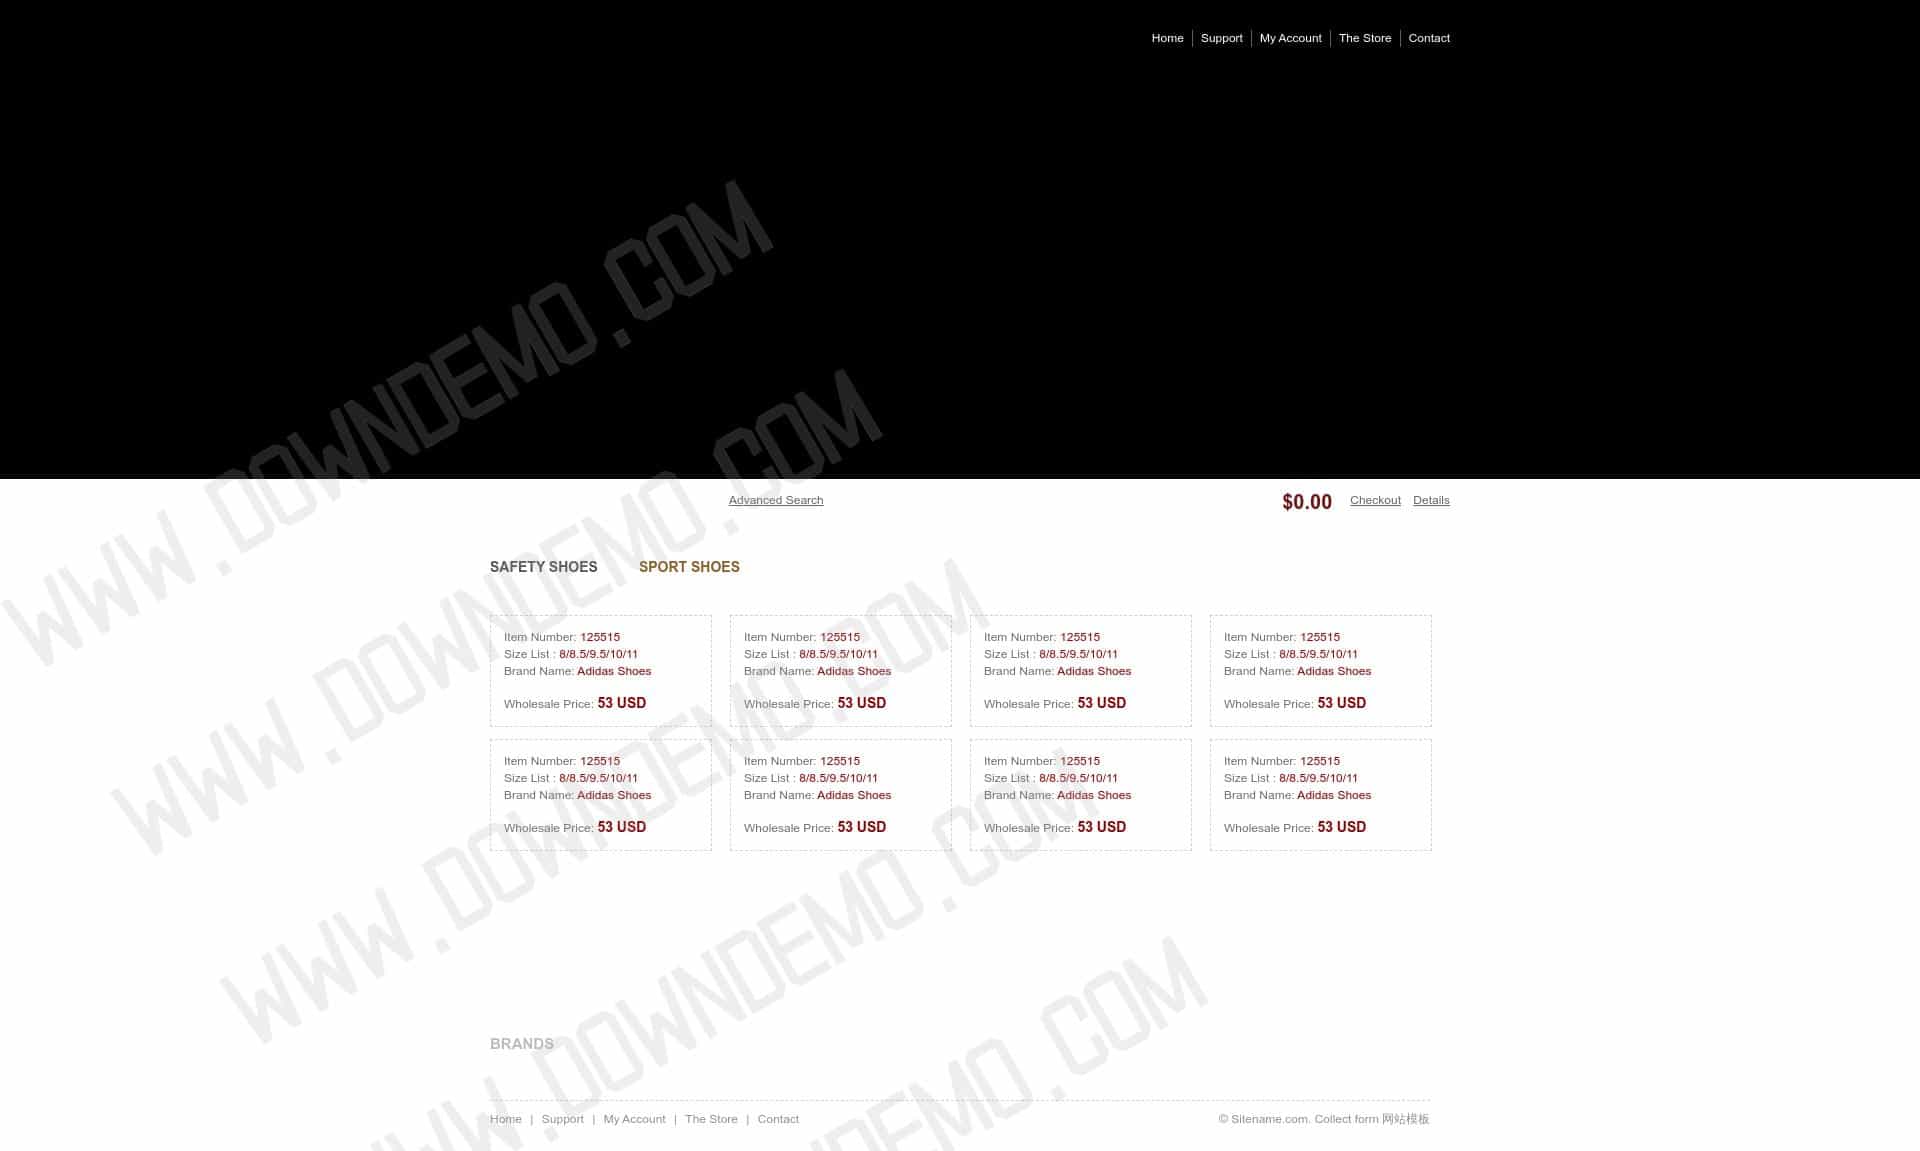 Home Support My Account The Store Contact
WWW.DOWNDEMO.COM
WWW.DOWNDEMO.COM
Advanced Search $0.00 Checkout Details
SAFETY SHOES SPORT SHOES
WWW.DOWNDEMO.COM
Item Number: 125515 Item Number: 125515 Item Number: 125515 Item Number: 125515
Size List : 8/8.5/9.5/10/11 Size List : 8/8.5/9.5/10/11 Size List : 8/8.5/9.5/10/11 Size List : 8/8.5/9.5/10/11
Brand Name: Adidas Shoes Brand Name: Adidas Shoes Brand Name: Adidas Shoes Brand Name: Adidas Shoes
Wholesale Price: 53 USD Wholesale Price: 53 USD Wholesale Price: 53 USD Wholesale Price: 53 USD
Item Number: 125515 Item Number: 125515 Item Number: 125515 Item Number: 125515
Size List : 8/8.5/9.5/10/11 Size List : 8/8.5/9.5/10/11 Size List : 8/8.5/9.5/10/11 Size List : 8/8.5/9.5/10/11
Brand Name: Adidas Shoes Brand Name: Adidas Shoes Brand Name: Adidas Shoes Brand Name: Adidas Shoes
Wholesale Price: 53 USD Wholesale Price: 53 USD Wholesale Price: 53 USD Wholesale Price: 53 USD
WWW.DOWNDEMO.COM
NDEMO.COM
BRANDS
Home | Support | My Account | The Store | Contact © Sitename.com. Collect form 网站模板